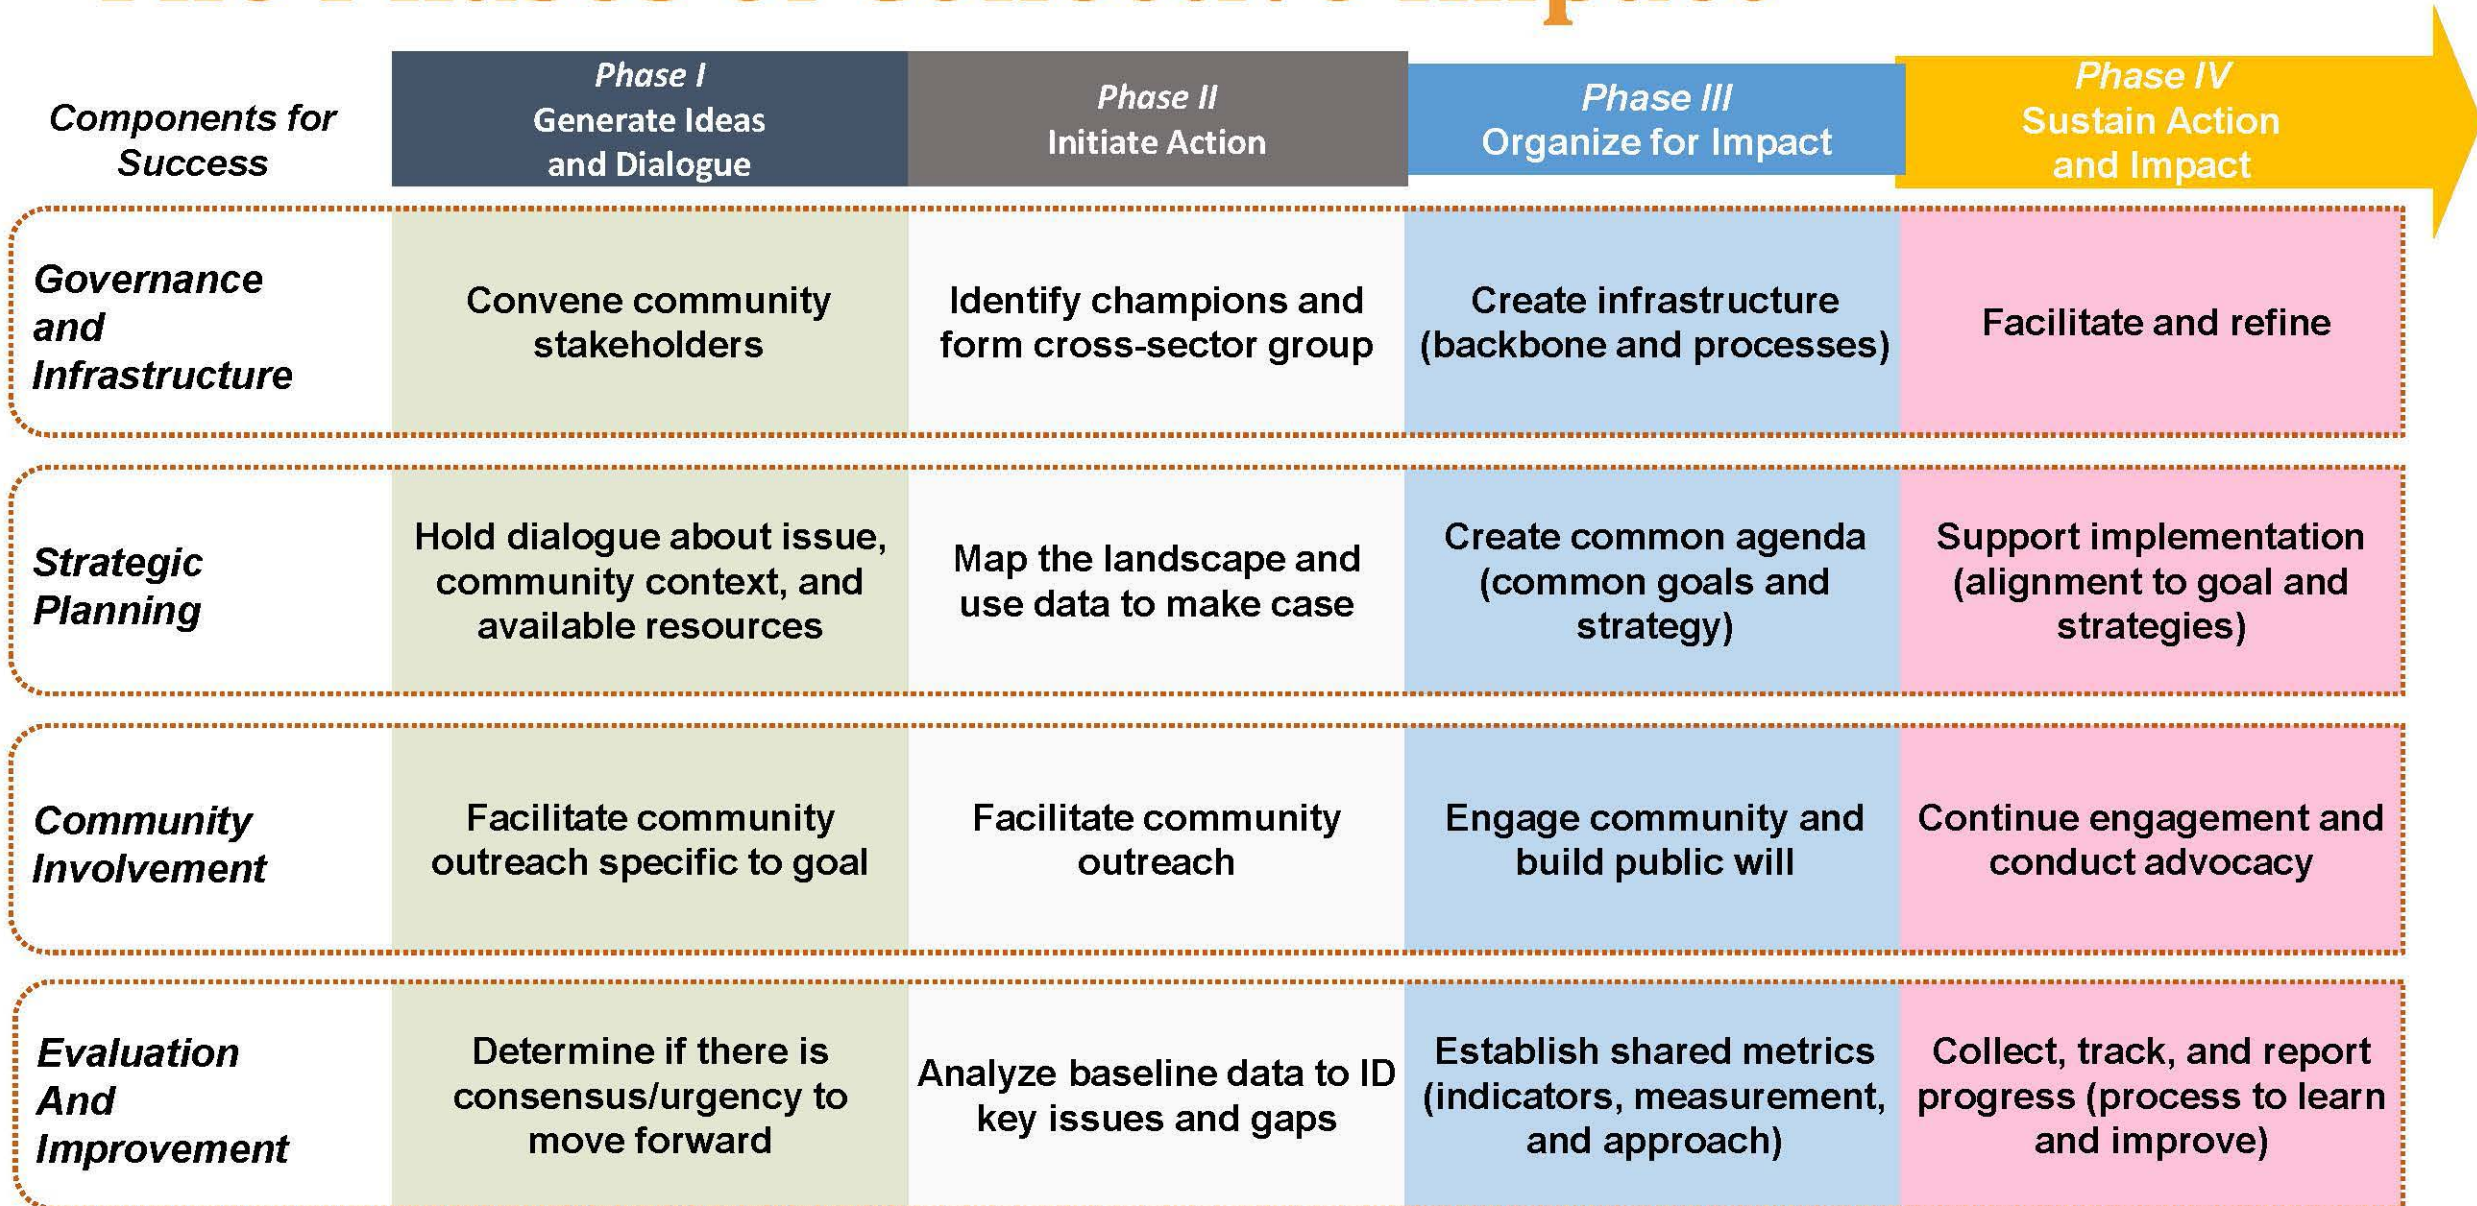 Components for
Success
Phase I
Generate Ideas
and Dialogue
Phase II
Initiate Action
Phase III
Organize for Impact
Phase IV
Sustain Action
and Impact
Governance
and
Infrastructure
Convene community
stakeholders
Identify champions and
form cross-sector group
Create infrastructure
(backbone and processes)
Facilitate and refine
Strategic
Planning
Hold dialogue about issue,
community context, and
available resources
Map the landscape and
use data to make case
Create common agenda
(common goals and
strategy)
Support implementation
(alignment to goal and
strategies)
Community
Involvement
Facilitate community
outreach specific to goal
Facilitate community
outreach
Engage community and
build public will
Continue engagement and
conduct advocacy
Evaluation
And
Improvement
Determine if there is
consensus/urgency to
move forward
Analyze baseline data to ID
key issues and gaps
Establish shared metrics
(indicators, measurement,
and approach)
Collect, track, and report
progress (process to learn
and improve)